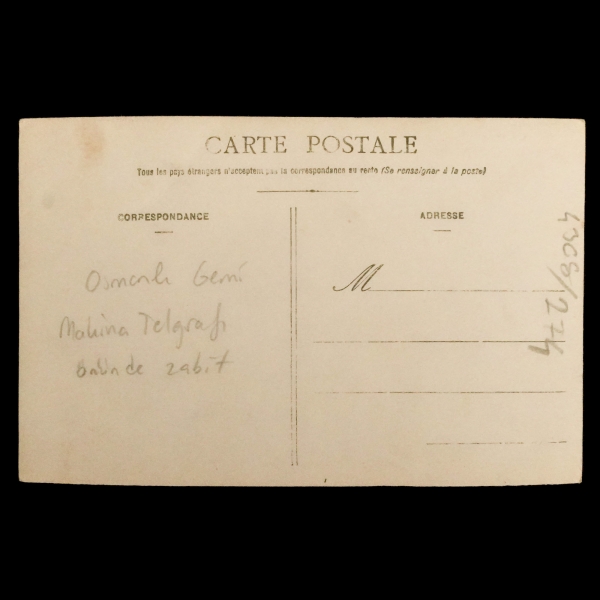 CARTE POSTALE
Tous les pays étrangers n'acceptent pas la correspondance au recto (Se renseigner à la poste)
CORRESPONDANCE
ADRESSE
M
Osmanlı Gemi
Makina Telgrafı
önünde zabit